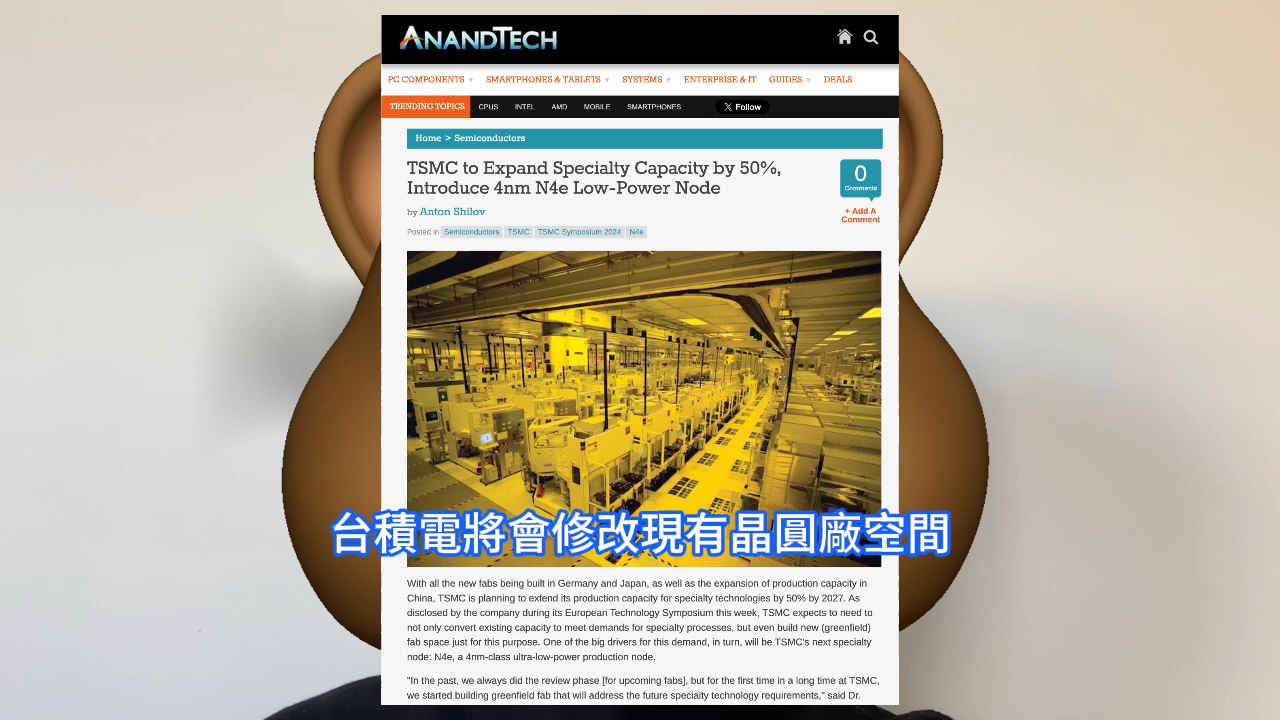 ANANDTECH
PC COMPONENTS SMARTPHONES & TABLETS SYSTEMS ENTERPRISE & IT GUIDES DEALS
TRENDING TOPICS CPUS INTEL AMD MOBILE SMARTPHONES X Follow
Home > Semiconductors
TSMC to Expand Specialty Capacity by 50%,
Introduce 4nm N4e Low-Power Node
0
Comments
by Anton Shilov
+ Add A
Comment
Posted in Semiconductors TSMC TSMC Symposium 2024 N4e
台積電將會修改現有晶圓廠空間
With all the new fabs being built in Germany and Japan, as well as the expansion of production capacity in
China, TSMC is planning to extend its production capacity for specialty technologies by 50% by 2027. As
disclosed by the company during its European Technology Symposium this week, TSMC expects to need to
not only convert existing capacity to meet demands for specialty processes, but even build new (greenfield)
fab space just for this purpose. One of the big drivers for this demand, in turn, will be TSMC's next specialty
node: N4e, a 4nm-class ultra-low-power production node.
"In the past, we always did the review phase [for upcoming fabs], but for the first time in a long time at TSMC,
we started building greenfield fab that will address the future specialty technology requirements," said Dr.